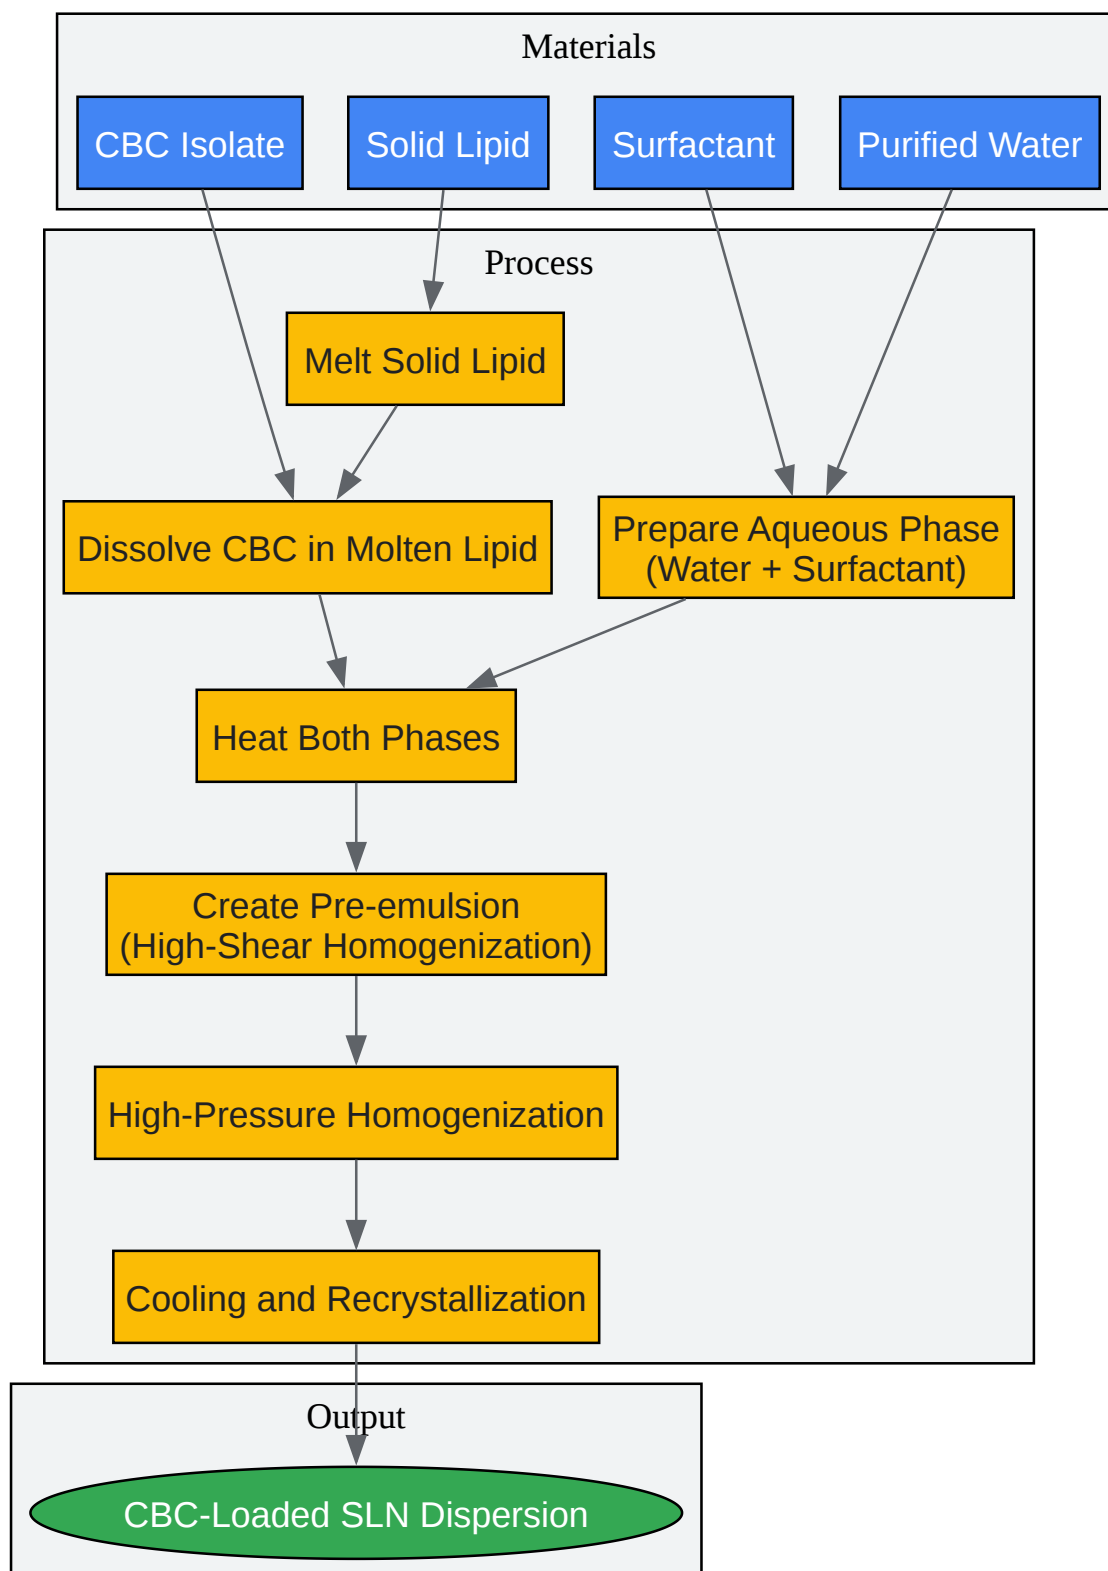 Materials
CBC Isolate
Solid Lipid
Surfactant
Purified Water
Process
Melt Solid Lipid
Dissolve CBC in Molten Lipid
Prepare Aqueous Phase
(Water + Surfactant)
Heat Both Phases
Create Pre-emulsion
(High-Shear Homogenization)
High-Pressure Homogenization
Cooling and Recrystallization
Output
CBC-Loaded SLN Dispersion